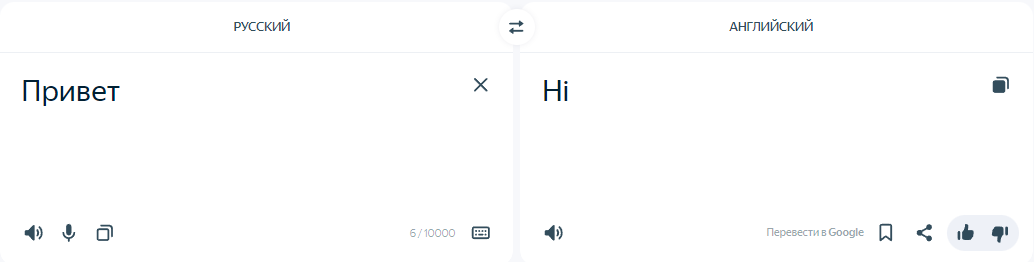 РУССКИЙ
АНГЛИЙСКИЙ
Привет
Hi
6 / 10000
Перевести в Google